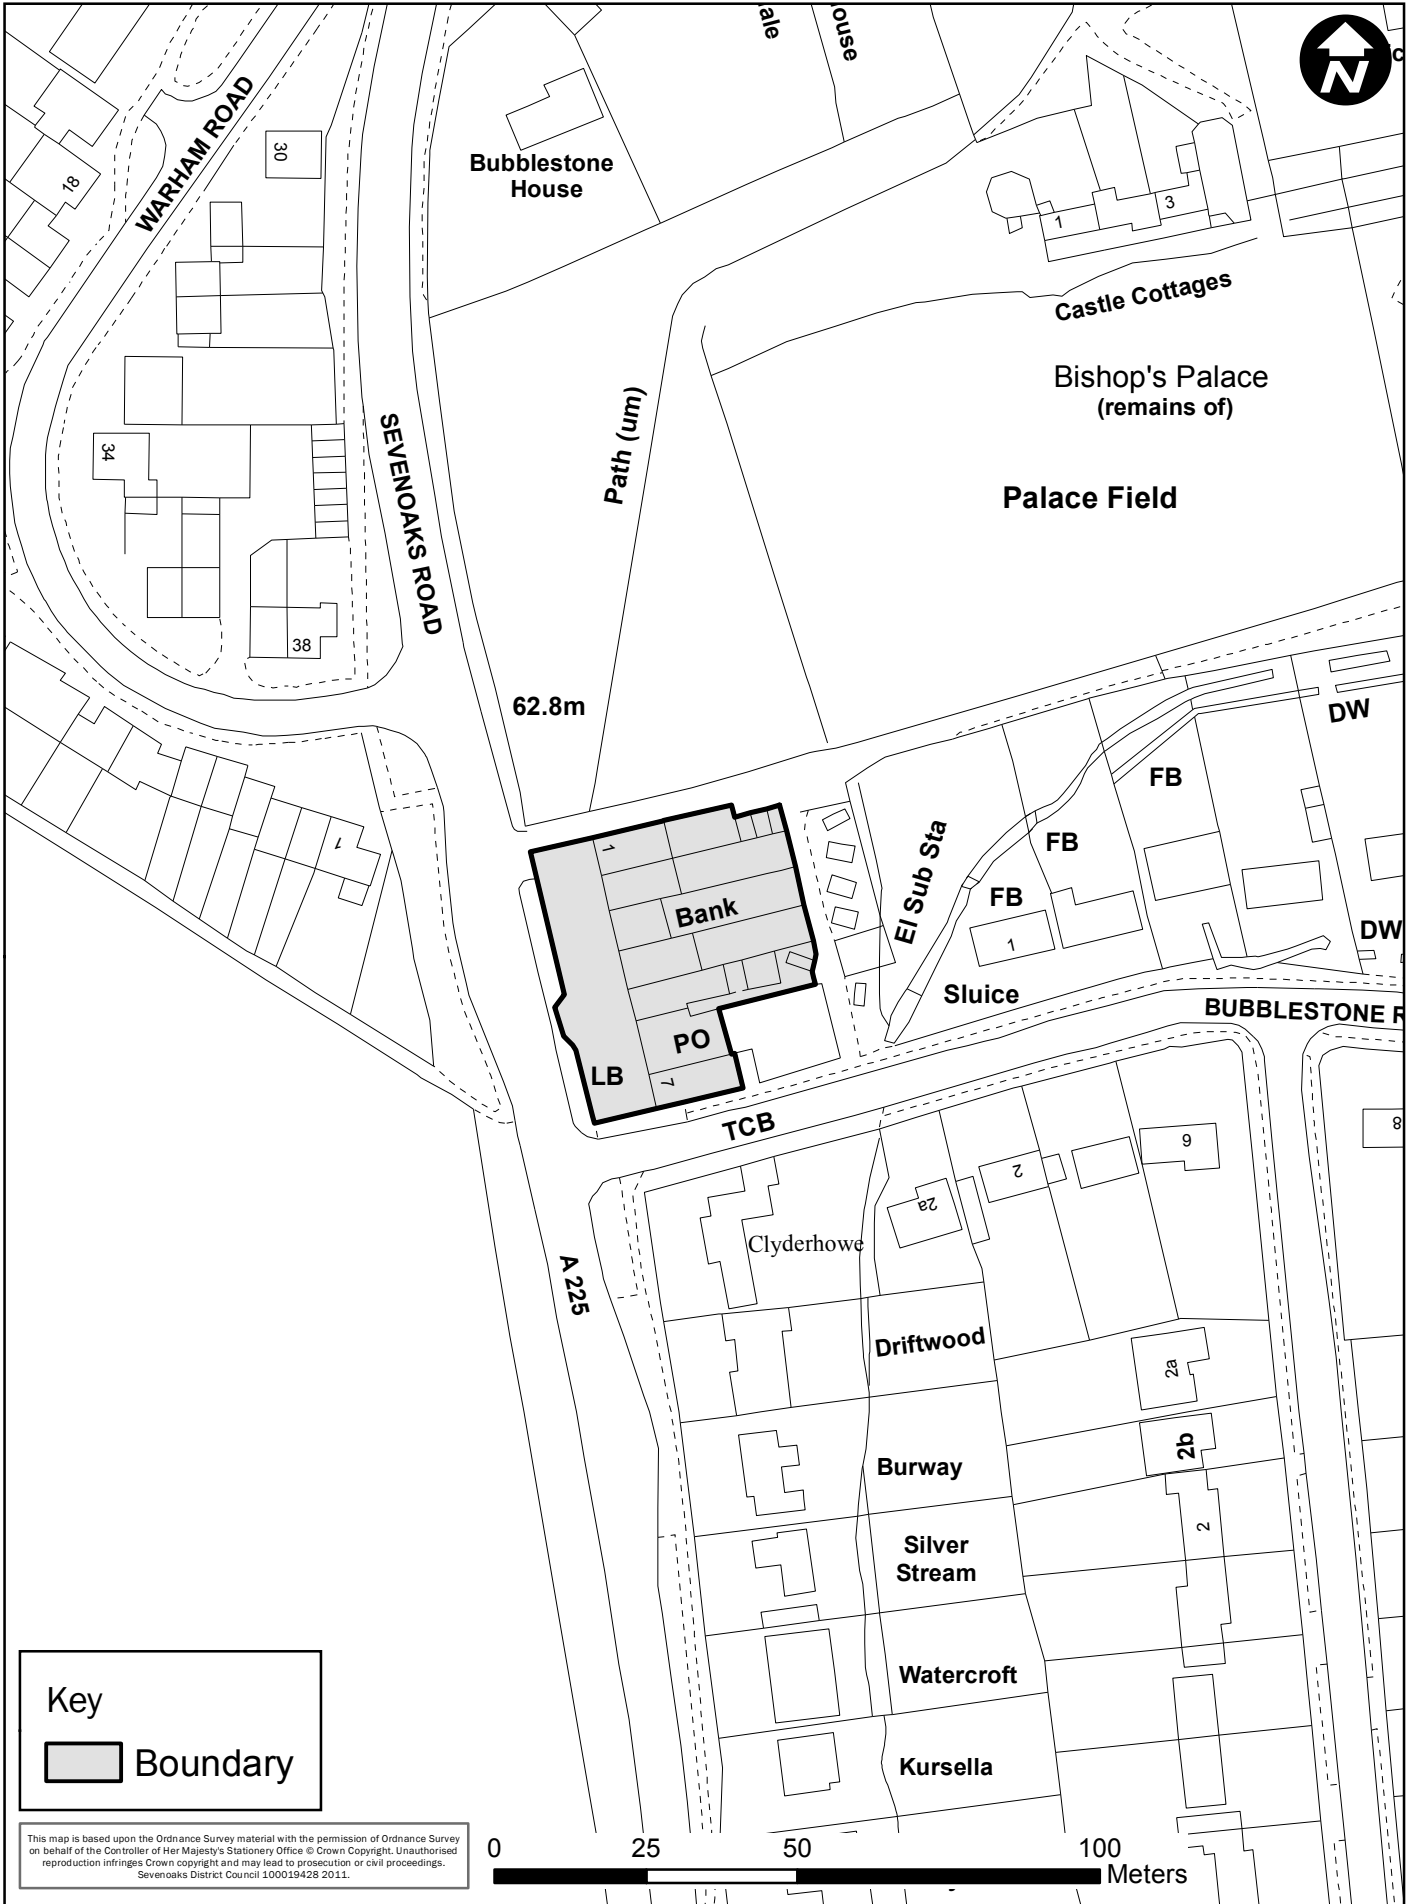 ale
ouse
N
c
WARHAM ROAD
30
18
Bubblestone
House
1
3
Castle Cottages
Bishop's Palace
(remains of)
Palace Field
Path (um)
SEVENOAKS ROAD
34
38
62.8m
DW
FB
FB
FB
El Sub Sta
1
1
1
Bank
DW
Sluice
BUBBLESTONE R
PO
LB
7
TCB
8
6
2
2a
Clyderhowe
A 225
Driftwood
2a
2b
Burway
2
Silver
Stream
Watercroft
Kursella
Key
Boundary
This map is based upon the Ordnance Survey material with the permission of Ordnance Survey
on behalf of the Controller of Her Majesty's Stationery Office © Crown Copyright. Unauthorised
reproduction infringes Crown copyright and may lead to prosecution or civil proceedings.
Sevenoaks District Council 100019428 2011.
0 25 50 100
Meters